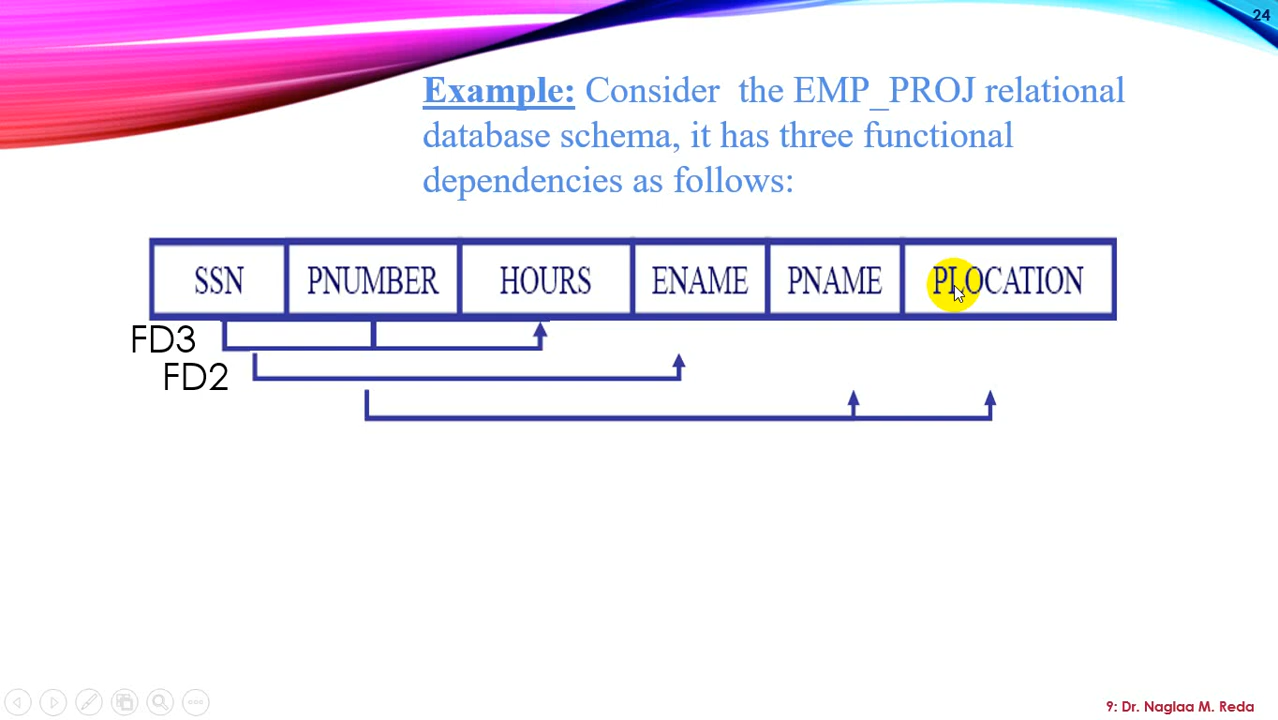 24
Example: Consider the EMP_PROJ relational
database schema, it has three functional
dependencies as follows:
SSN PNUMBER HOURS ENAME PNAME PLOCATION
FD3
FD2
9: Dr. Naglaa M. Reda